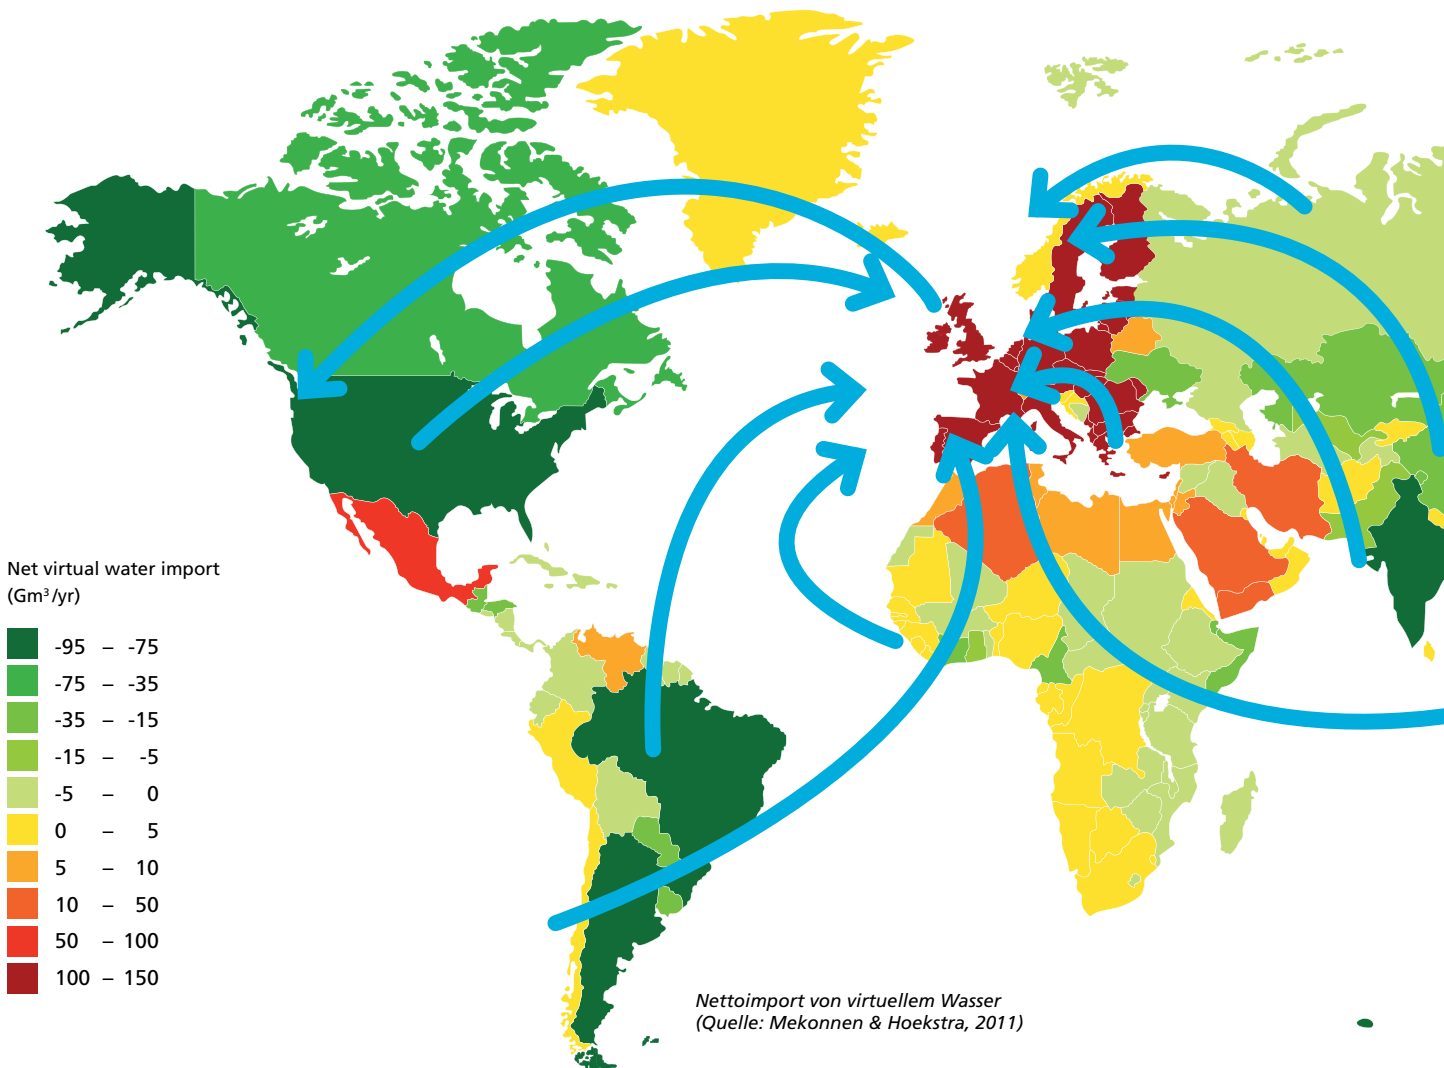 Net virtual water import
(Gm³/yr)
-95 – -75
-75 – -35
-35 – -15
-15 – -5
-5 – 0
0 – 5
5 – 10
10 – 50
50 – 100
100 – 150
Nettoimport von virtuellem Wasser
(Quelle: Mekonnen & Hoekstra, 2011)